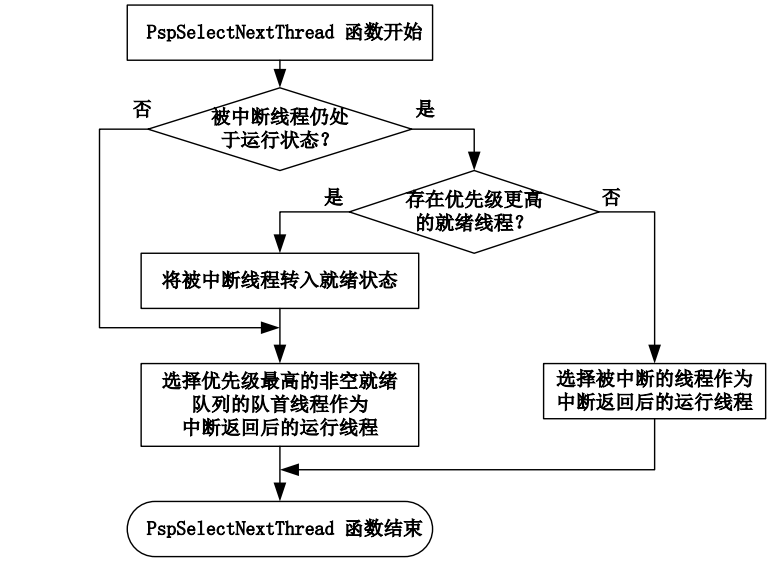 PspSelectNextThread 函数开始
否
被中断线程仍处
于运行状态?
是
是
存在优先级更高
的就绪线程?
否
将被中断线程转入就绪状态
选择优先级最高的非空就绪
队列的队首线程作为
中断返回后的运行线程
选择被中断的线程作为
中断返回后的运行线程
PspSelectNextThread 函数结束